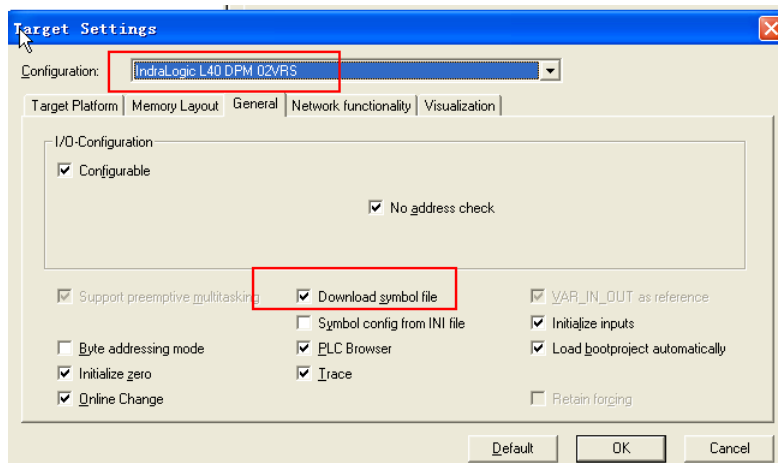 Target Settings
Configuration: IndraLogic L40 DPM 02VRS
Target Platform Memory Layout General Network functionality Visualization
I/O-Configuration
Configurable
No address check
Support preemptive multitasking Download symbol file VAR_IN_OUT as reference
Symbol config from INI file Initialize inputs
Byte addressing mode PLC Browser Load bootproject automatically
Initialize zero Trace
Online Change Retain forcing
Default OK Cancel